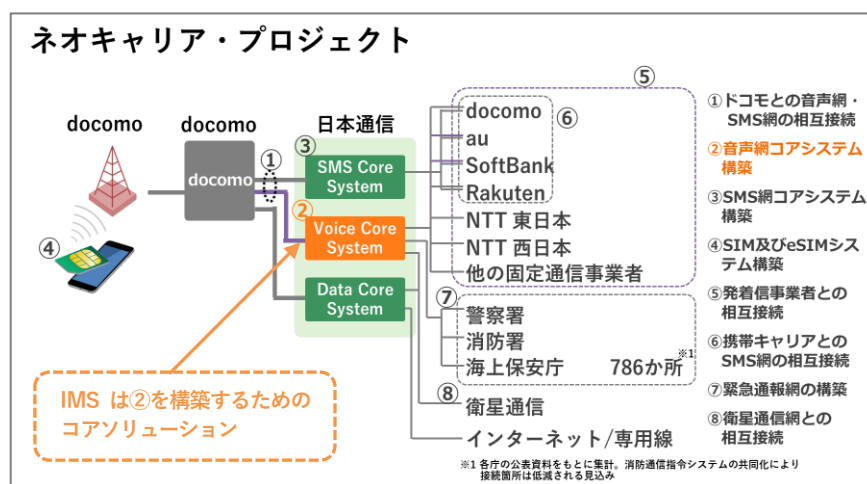 ネオキャリア・プロジェクト
docomo
docomo
日本通信
docomo
①
②
③
④
SMS Core
System
Voice Core
System
Data Core
System
⑤
⑥
docomo
au
SoftBank
Rakuten
NTT 東日本
NTT 西日本
他の固定通信事業者
⑦
警察署
消防署
海上保安庁 786か所※1
⑧
衛星通信
インターネット/専用線
※1 各庁の公表資料をもとに集計。消防通信指令システムの共同化により
接続箇所は低減される見込み
IMS は②を構築するための
コアソリューション
①ドコモとの音声網・
SMS網の相互接続
②音声網コアシステム
構築
③SMS網コアシステム
構築
④SIM及びeSIMシス
テム構築
⑤発着信事業者との
相互接続
⑥携帯キャリアとの
SMS網の相互接続
⑦緊急通報網の構築
⑧衛星通信網との
相互接続